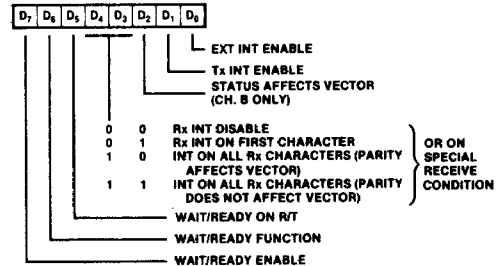 D7 D6 D5 D4 D3 D2 D1 D0
EXT INT ENABLE
Tx INT ENABLE
STATUS AFFECTS VECTOR
(CH. B ONLY)
0 0 Rx INT DISABLE
0 1 Rx INT ON FIRST CHARACTER
1 0 INT ON ALL Rx CHARACTERS (PARITY
AFFECTS VECTOR)
1 1 INT ON ALL Rx CHARACTERS (PARITY
DOES NOT AFFECT VECTOR)
OR ON
SPECIAL
RECEIVE
CONDITION
WAIT/READY ON R/T
WAIT/READY FUNCTION
WAIT/READY ENABLE